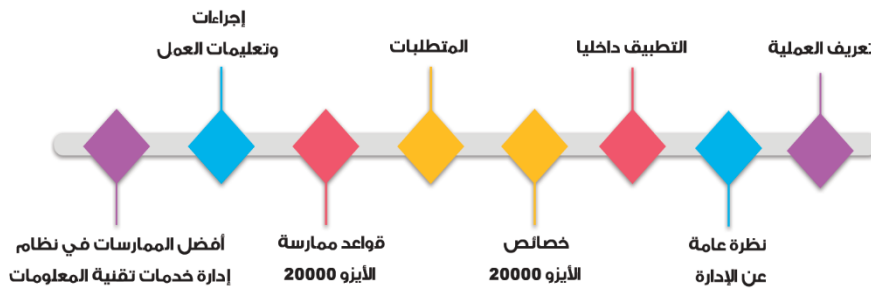 تعريف العملية
نظرة عامة
عن الإدارة
التطبيق داخليا
خصائص
الأيزو 20000
المتطلبات
قواعد ممارسة
الأيزو 20000
إجراءات
وتعليمات العمل
أفضل الممارسات في نظام
إدارة خدمات تقنية المعلومات